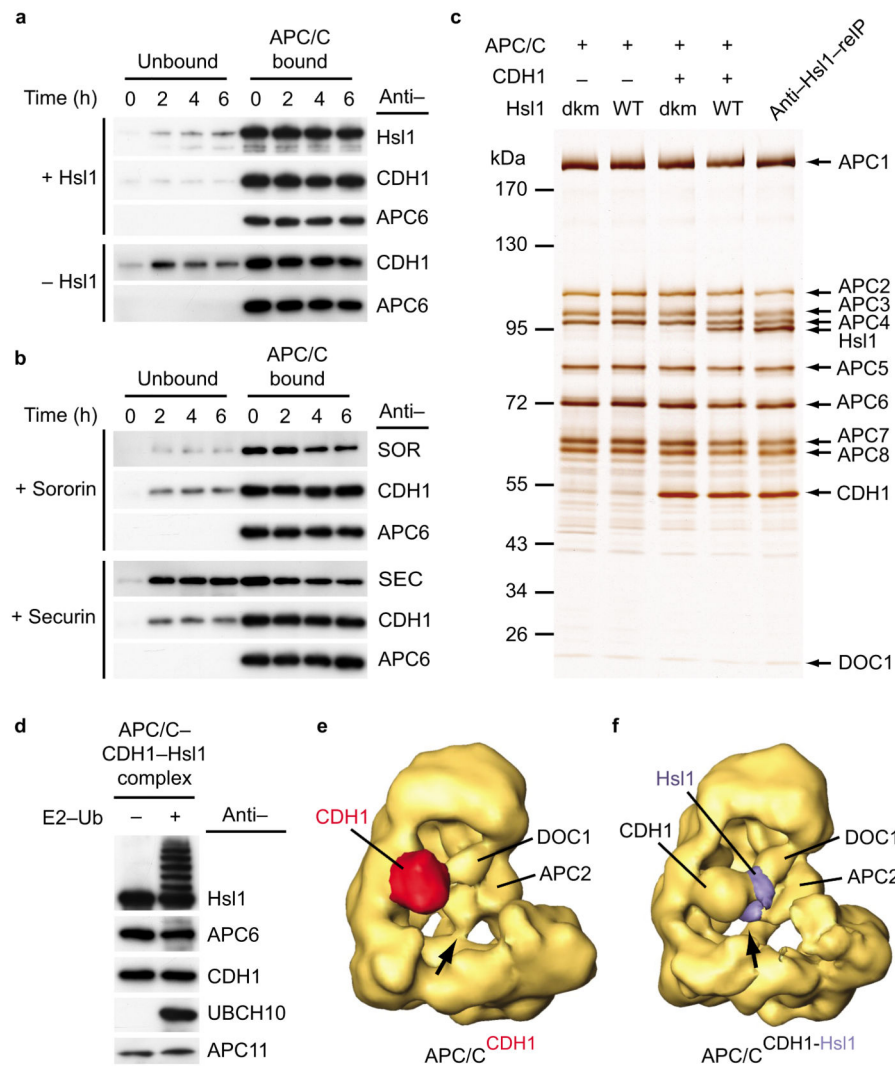 a
APC/C
Unbound bound
Time (h) 0 2 4 6 0 2 4 6 Anti–
+ Hsl1
Hsl1
CDH1
APC6
– Hsl1
CDH1
APC6
b
APC/C
Unbound bound
Time (h) 0 2 4 6 0 2 4 6 Anti–
+ Sororin
SOR
CDH1
APC6
+ Securin
SEC
CDH1
APC6
c
APC/C + + + +
CDH1 – – + +
Hsl1 dkm WT dkm WT Anti–Hsl1–reIP
kDa
APC1
170
130
APC2
APC3
APC4
95
Hsl1
APC5
72
APC6
APC7
APC8
55
CDH1
43
34
26
DOC1
d
APC/C–
CDH1–Hsl1
complex
E2–Ub – + Anti–
Hsl1
APC6
CDH1
UBCH10
APC11
e
CDH1
DOC1
APC2
APC/C CDH1
f
Hsl1
CDH1
DOC1
APC2
APC/C CDH1-Hsl1